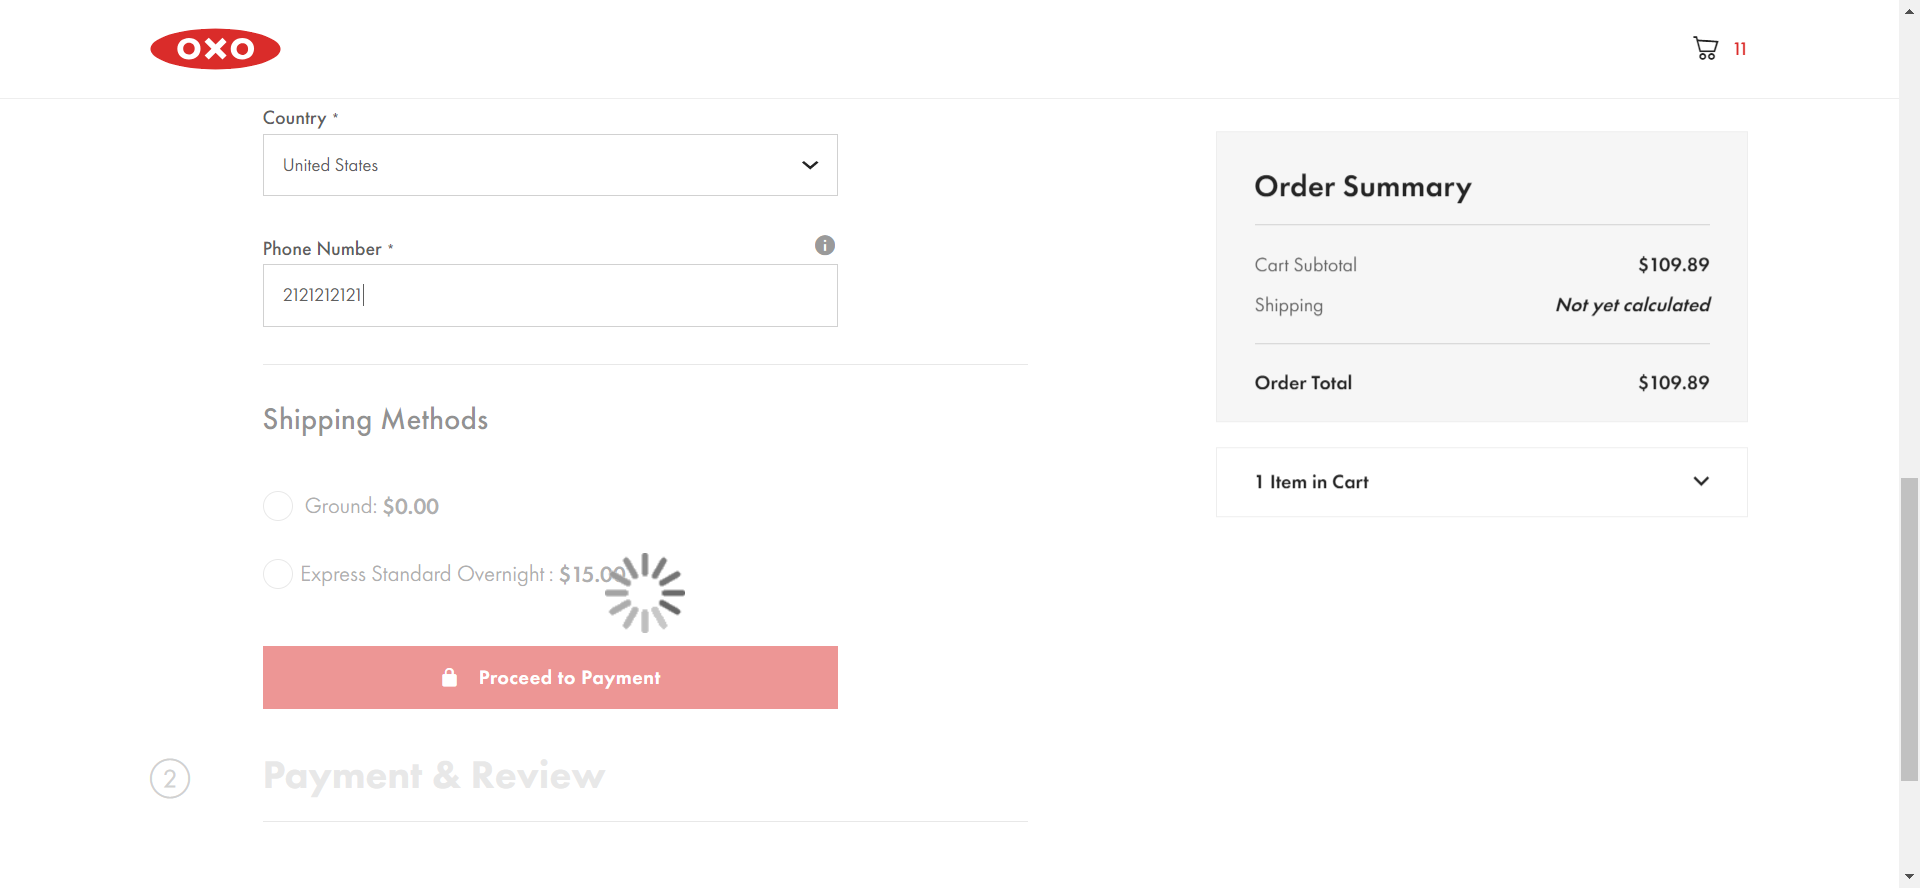 OXO
11
Country *
United States
Phone Number *
2121212121
Shipping Methods
Ground: $0.00
Express Standard Overnight : $15.00
Proceed to Payment
2 Payment & Review
Order Summary
Cart Subtotal $109.89
Shipping Not yet calculated
Order Total $109.89
1 Item in Cart